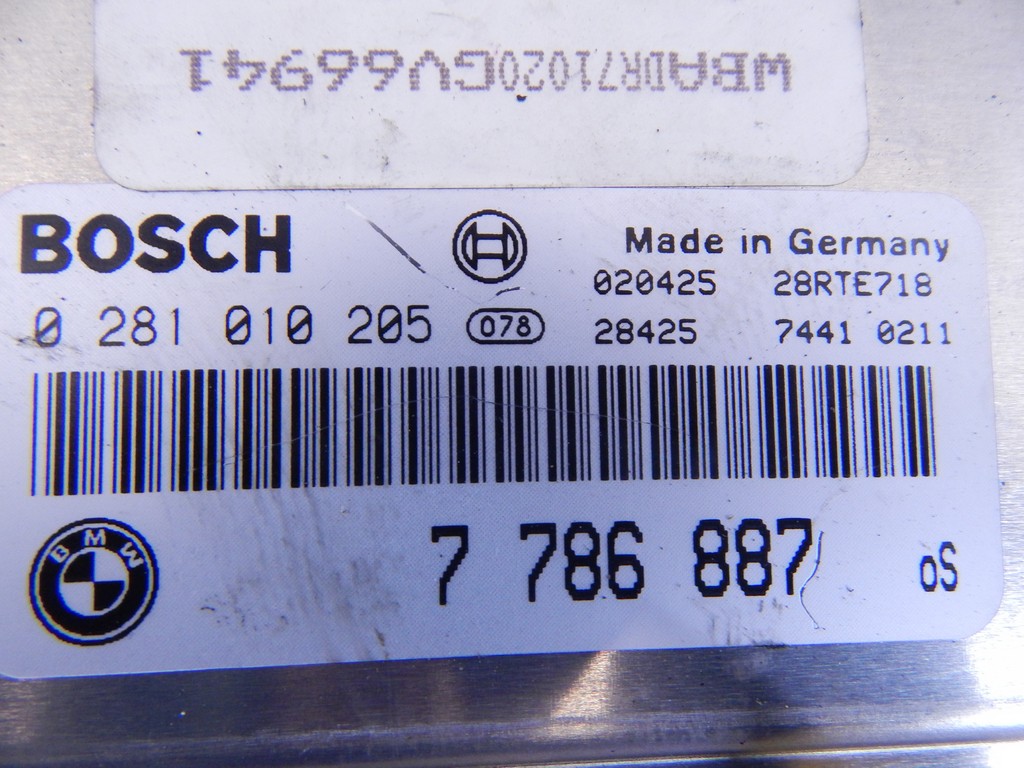 WBADR71020GV66941
BOSCH
Made in Germany
020425 28RTE718
0 281 010 205 078 28425 7441 0211
BMW
7 786 887 oS